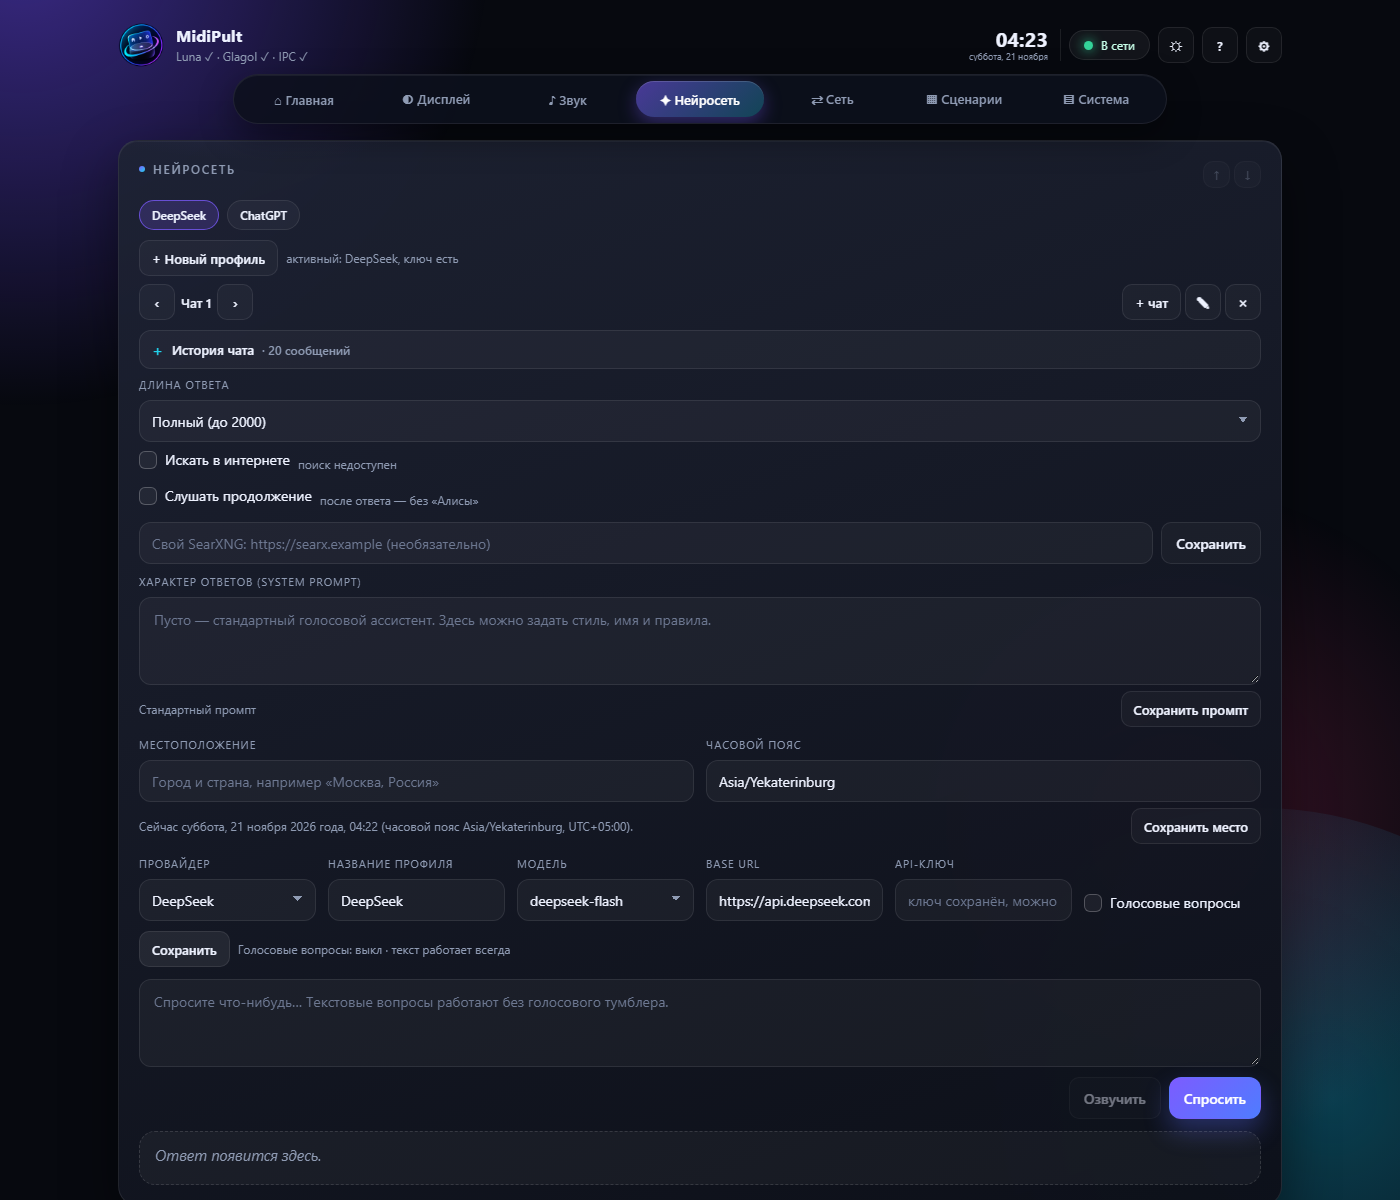 MidiPult
Luna ✓ · Glagol ✓ · IPC ✓
04:23
суббота, 21 ноября
В сети
?
⌂ Главная
◐ Дисплей
♪ Звук
✦ Нейросеть
⇄ Сеть
▦ Сценарии
▤ Система
НЕЙРОСЕТЬ
↑ ↓
DeepSeek
ChatGPT
+ Новый профиль
активный: DeepSeek, ключ есть
‹ Чат 1 ›
+ чат
×
+ История чата · 20 сообщений
ДЛИНА ОТВЕТА
Полный (до 2000)
Искать в интернете поиск недоступен
Слушать продолжение после ответа — без «Алисы»
Свой SearXNG: https://searx.example (необязательно)
Сохранить
ХАРАКТЕР ОТВЕТОВ (SYSTEM PROMPT)
Пусто — стандартный голосовой ассистент. Здесь можно задать стиль, имя и правила.
Стандартный промпт
Сохранить промпт
МЕСТОПОЛОЖЕНИЕ
ЧАСОВОЙ ПОЯС
Город и страна, например «Москва, Россия»
Asia/Yekaterinburg
Сейчас суббота, 21 ноября 2026 года, 04:22 (часовой пояс Asia/Yekaterinburg, UTC+05:00).
Сохранить место
ПРОВАЙДЕР
НАЗВАНИЕ ПРОФИЛЯ
МОДЕЛЬ
BASE URL
API-КЛЮЧ
DeepSeek
DeepSeek
deepseek-flash
https://api.deepseek.com
ключ сохранён, можно
Голосовые вопросы
Сохранить
Голосовые вопросы: выкл · текст работает всегда
Спросите что-нибудь… Текстовые вопросы работают без голосового тумблера.
Озвучить
Спросить
Ответ появится здесь.